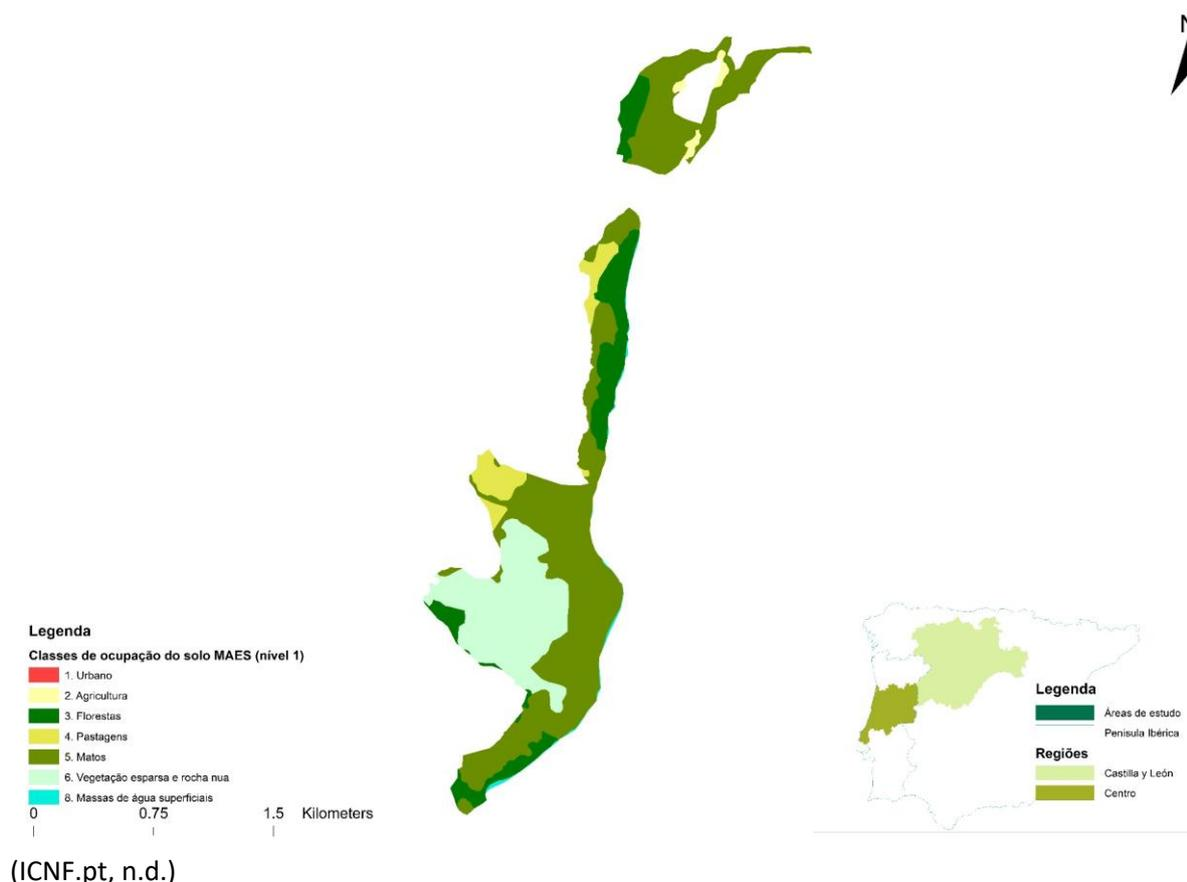 N
Legenda
Classes de ocupação do solo MAES (nível 1)
1. Urbano
2. Agricultura
3. Florestas
4. Pastagens
5. Matos
6. Vegetação esparsa e rocha nua
8. Massas de água superficiais
0 0.75 1.5 Kilometers
Legenda
Áreas de estudo
Penisula Ibérica
Regiões
Castilla y León
Centro
(ICNF.pt, n.d.)